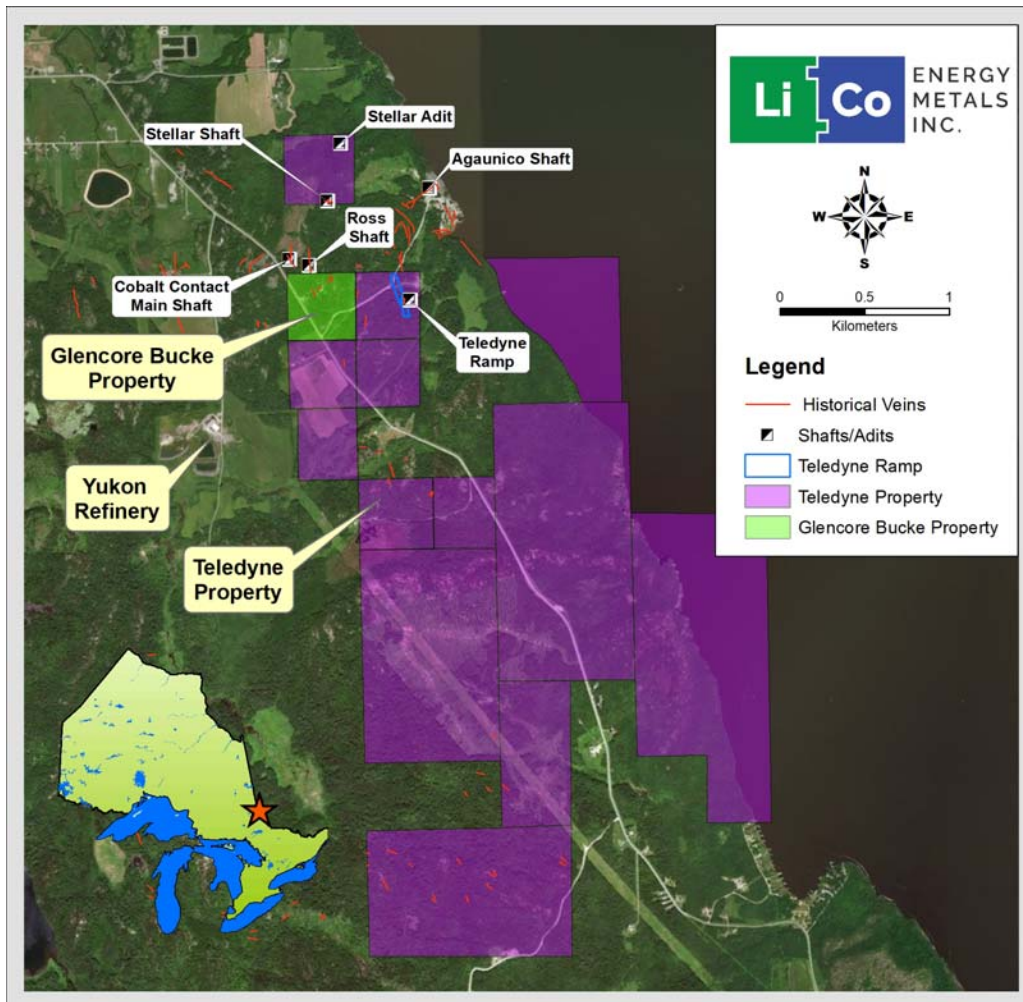 Li
Co
ENERGY
METALS
INC.
N
W
E
S
0
0.5
1
Kilometers
Legend
Historical Veins
Shafts/Adits
Teledyne Ramp
Teledyne Property
Glencore Bucke Property
Stellar Adit
Stellar Shaft
Agaunico Shaft
Ross
Shaft
Cobalt Contact
Main Shaft
Teledyne
Ramp
Glencore Bucke
Property
Yukon
Refinery
Teledyne
Property